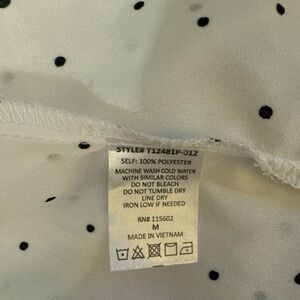 STYLE# T12481P-012
SELF: 100% POLYESTER
MACHINE WASH COLD WATER
WITH SIMILAR COLORS
DO NOT BLEACH
DO NOT TUMBLE DRY
LINE DRY
IRON LOW IF NEEDED
RN# 115602
M
MADE IN VIETNAM